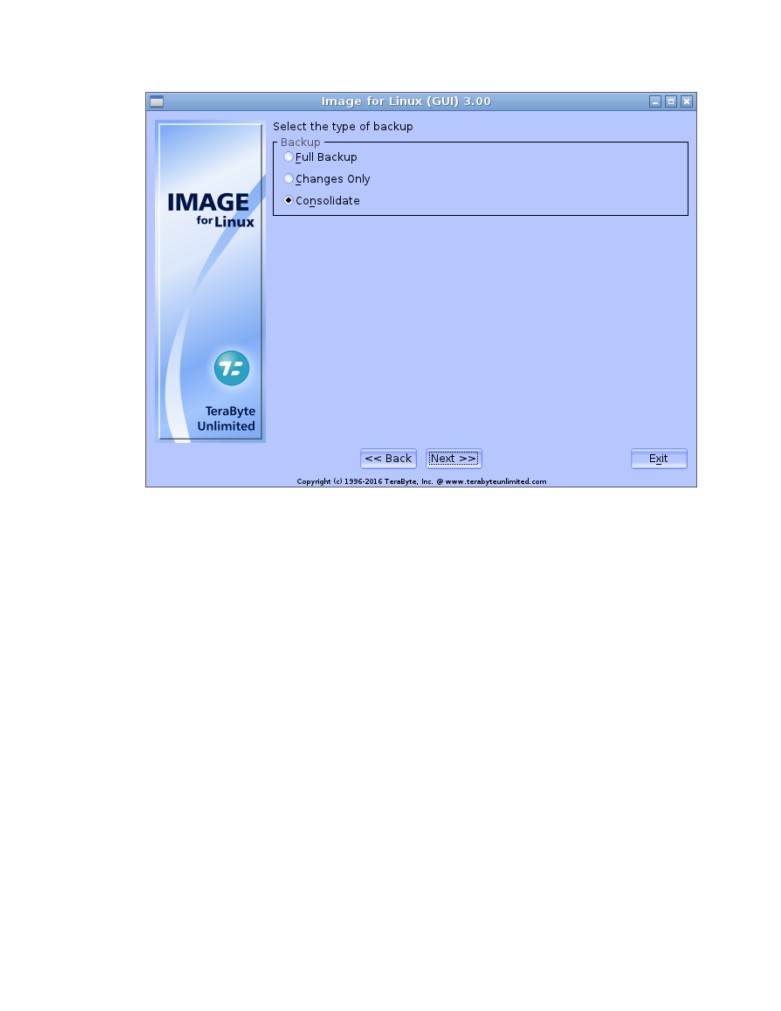 Image for Linux (GUI) 3.00
Select the type of backup
Backup
Full Backup
Changes Only
Consolidate
IMAGE
for Linux
TeraByte
Unlimited
<< Back
Next >>
Exit
Copyright (c) 1996-2016 TeraByte, Inc. @ www.terabyteunlimited.com